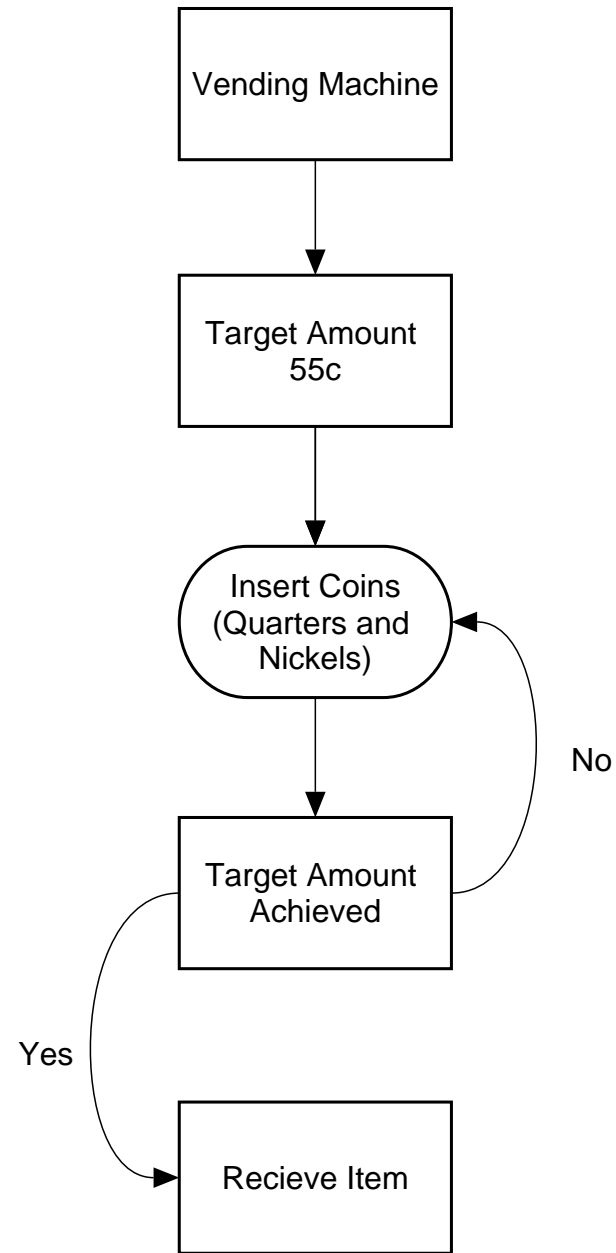 Vending Machine
Target Amount
55c
Insert Coins
(Quarters and
Nickels)
No
Target Amount
Achieved
Yes
Recieve Item